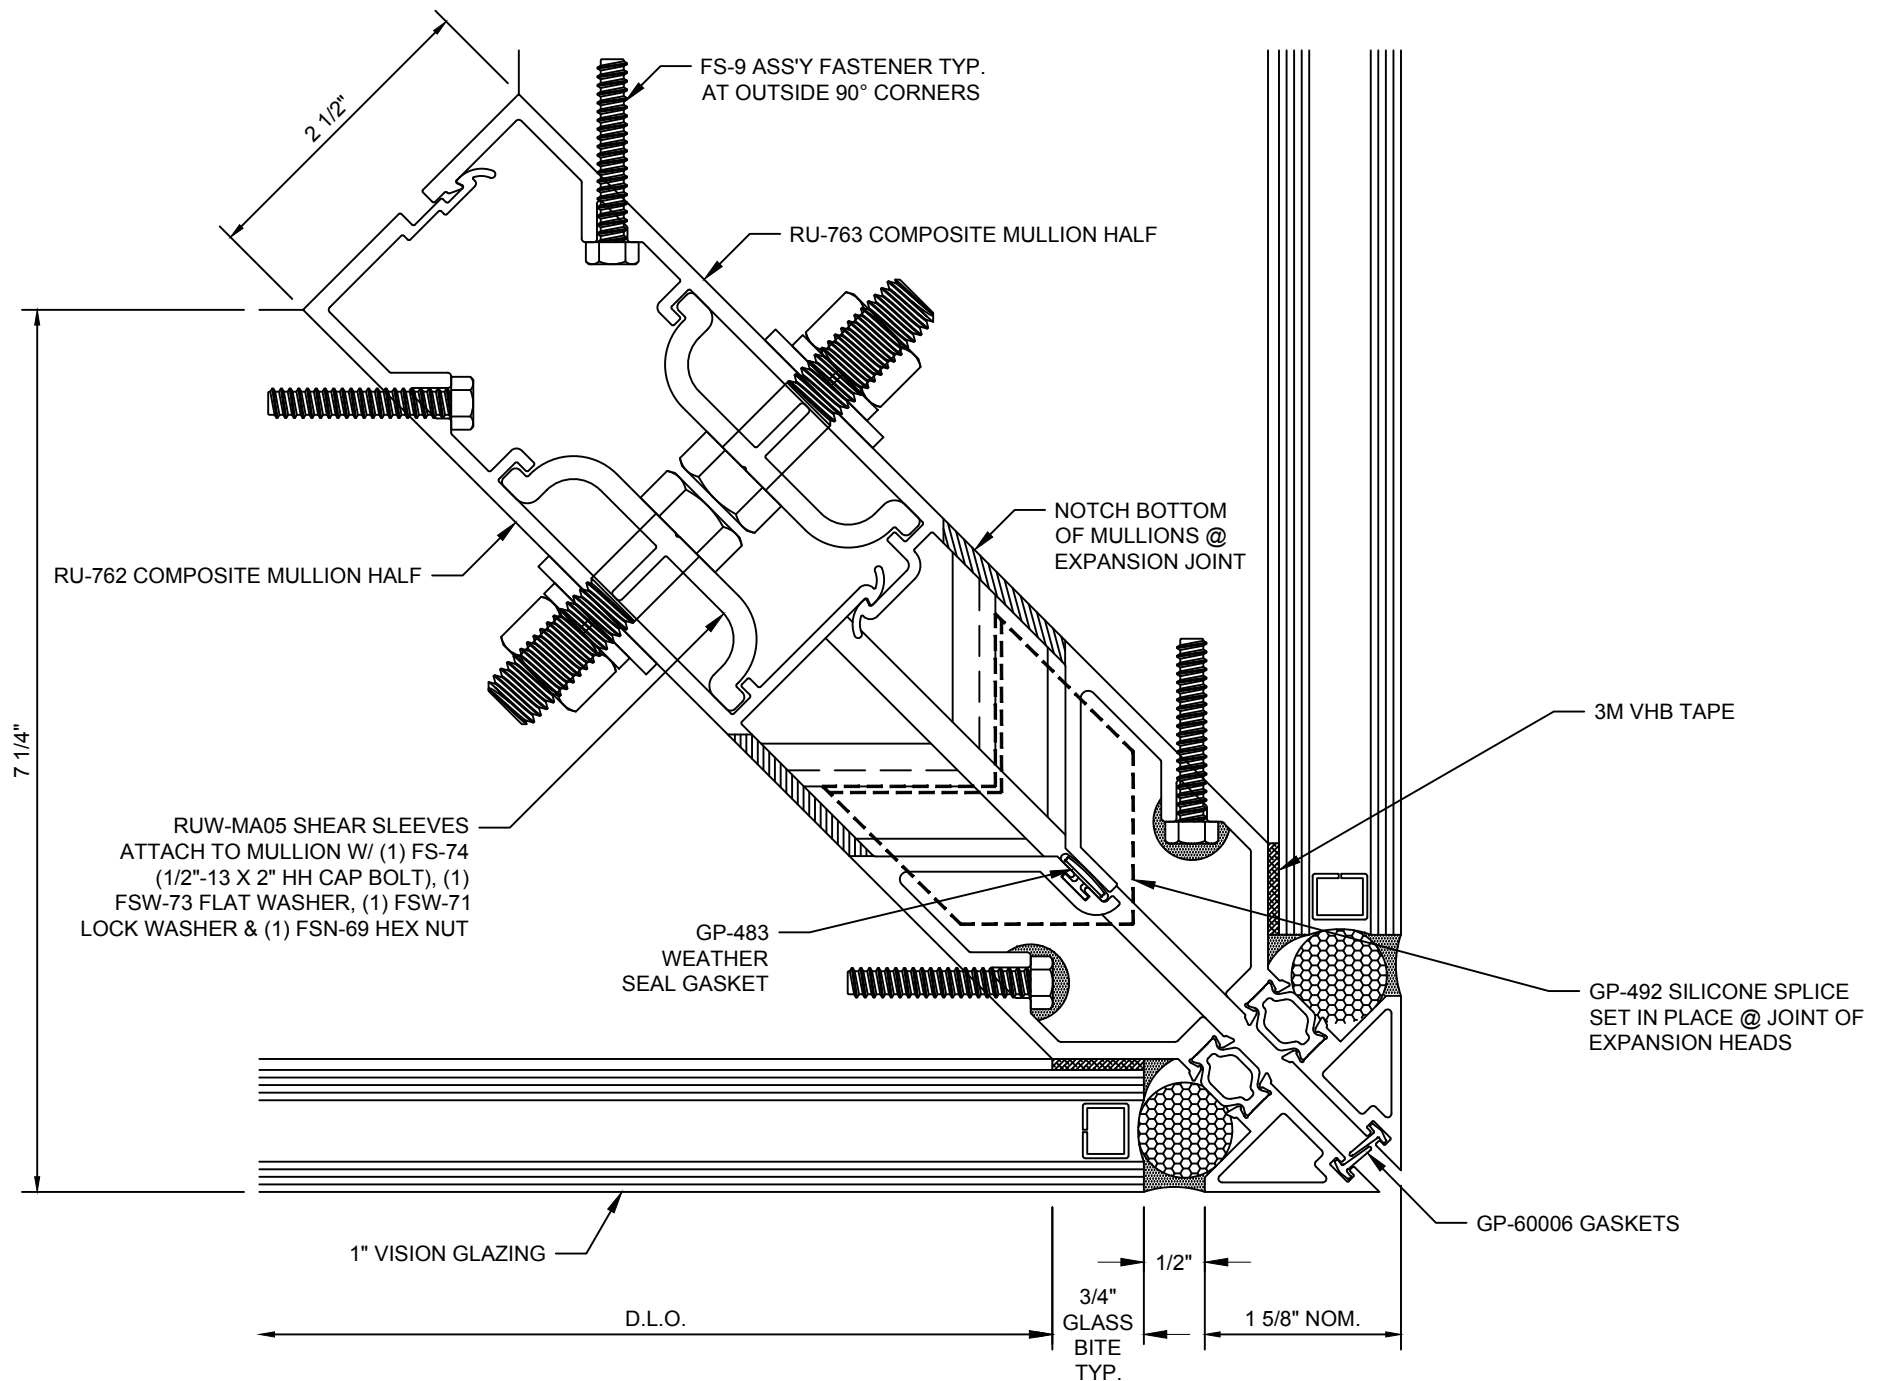 FS-9 ASS'Y FASTENER TYP.
AT OUTSIDE 90° CORNERS
2 1/2"
RU-763 COMPOSITE MULLION HALF
NOTCH BOTTOM
OF MULLIONS @
EXPANSION JOINT
RU-762 COMPOSITE MULLION HALF
3M VHB TAPE
7 1/4"
RUW-MA05 SHEAR SLEEVES
ATTACH TO MULLION W/ (1) FS-74
(1/2"-13 X 2" HH CAP BOLT), (1)
FSW-73 FLAT WASHER, (1) FSW-71
LOCK WASHER & (1) FSN-69 HEX NUT
GP-483
WEATHER
SEAL GASKET
GP-492 SILICONE SPLICE
SET IN PLACE @ JOINT OF
EXPANSION HEADS
GP-60006 GASKETS
1" VISION GLAZING
1/2"
D.L.O.
3/4"
GLASS
BITE
TYP.
1 5/8" NOM.